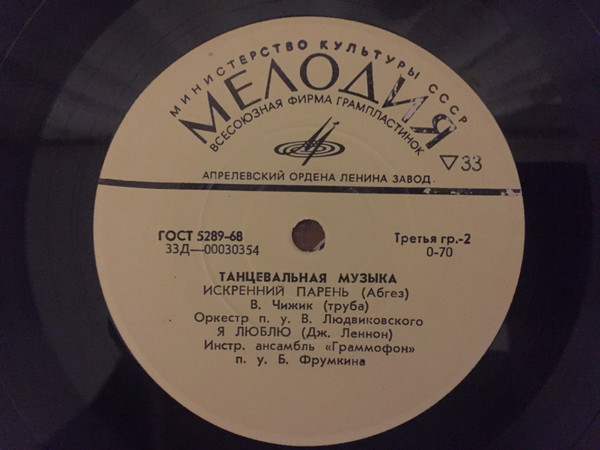 МИНИСТЕРСТВО КУЛЬТУРЫ СССР
МЕЛОДИЯ
ВСЕСОЮЗНАЯ ФИРМА ГРАМПЛАСТИНОК
▽33
АПРЕЛЕВСКИЙ ОРДЕНА ЛЕНИНА ЗАВОД
ГОСТ 5289-68 Третья гр.-2
33Д—00030354 0-70
ТАНЦЕВАЛЬНАЯ МУЗЫКА
ИСКРЕННИЙ ПАРЕНЬ (Абгез)
В. Чижик (труба)
Оркестр п. у. В. Людвиковского
Я ЛЮБЛЮ (Дж. Леннон)
Инстр. ансамбль «Граммофон»
п. у. Б. Фрумкина